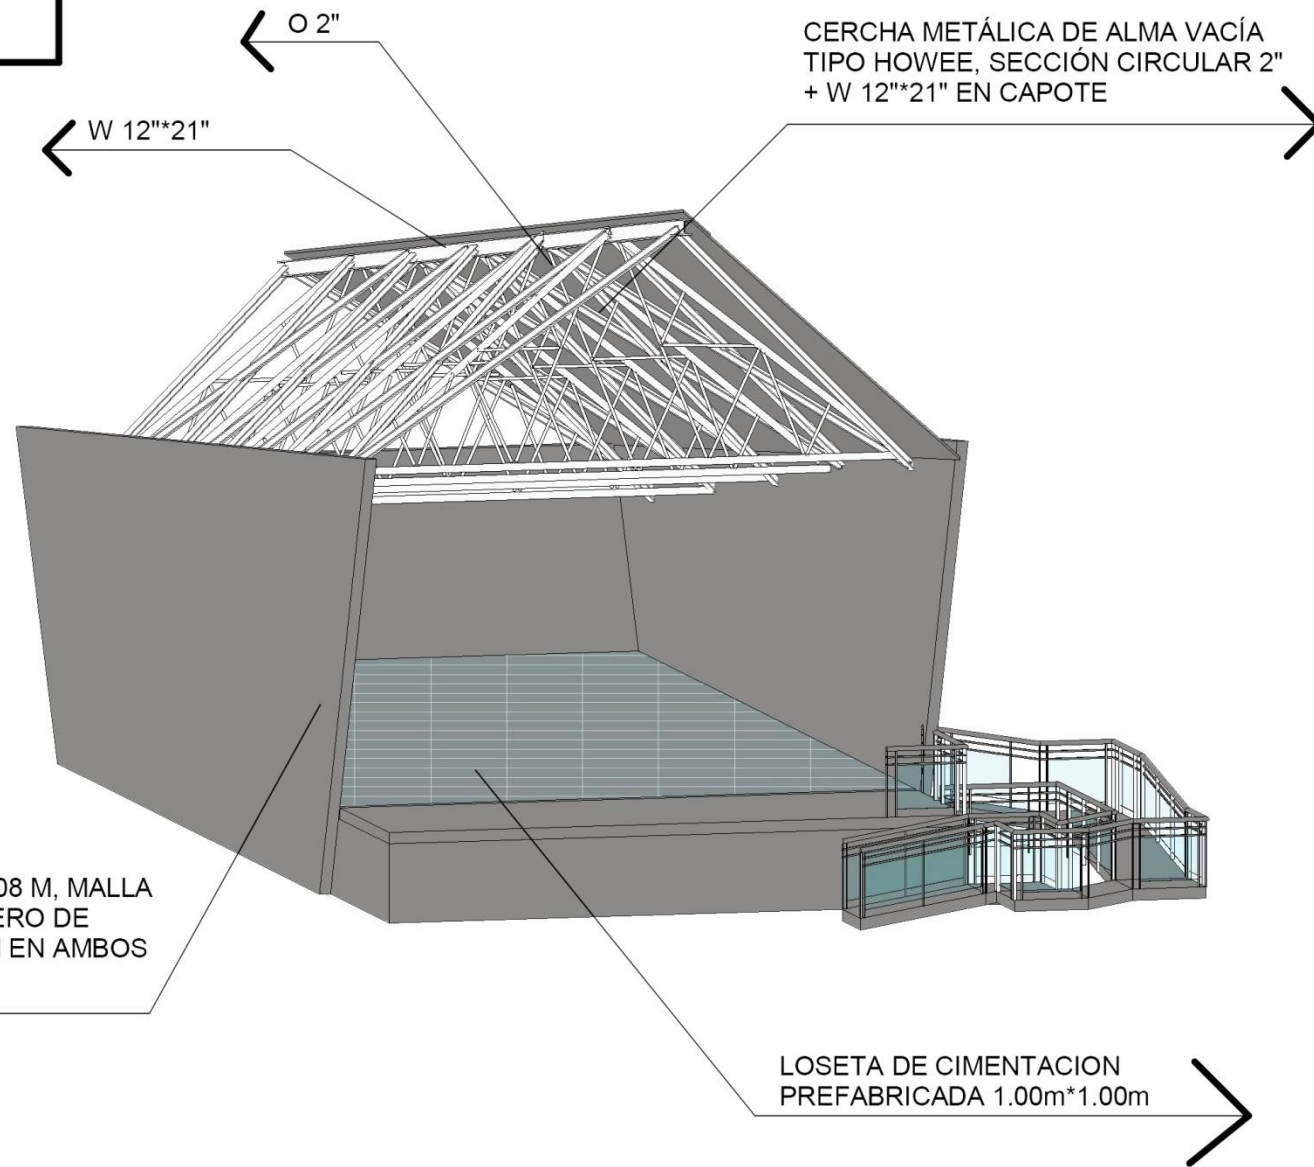 O 2"
CERCHA METÁLICA DE ALMA VACÍA
TIPO HOWEE, SECCIÓN CIRCULAR 2"
+ W 12"*21" EN CAPOTE
W 12"*21"
08 M, MALLA
ERO DE
EN AMBOS
LOSETA DE CIMENTACION
PREFABRICADA 1.00m*1.00m